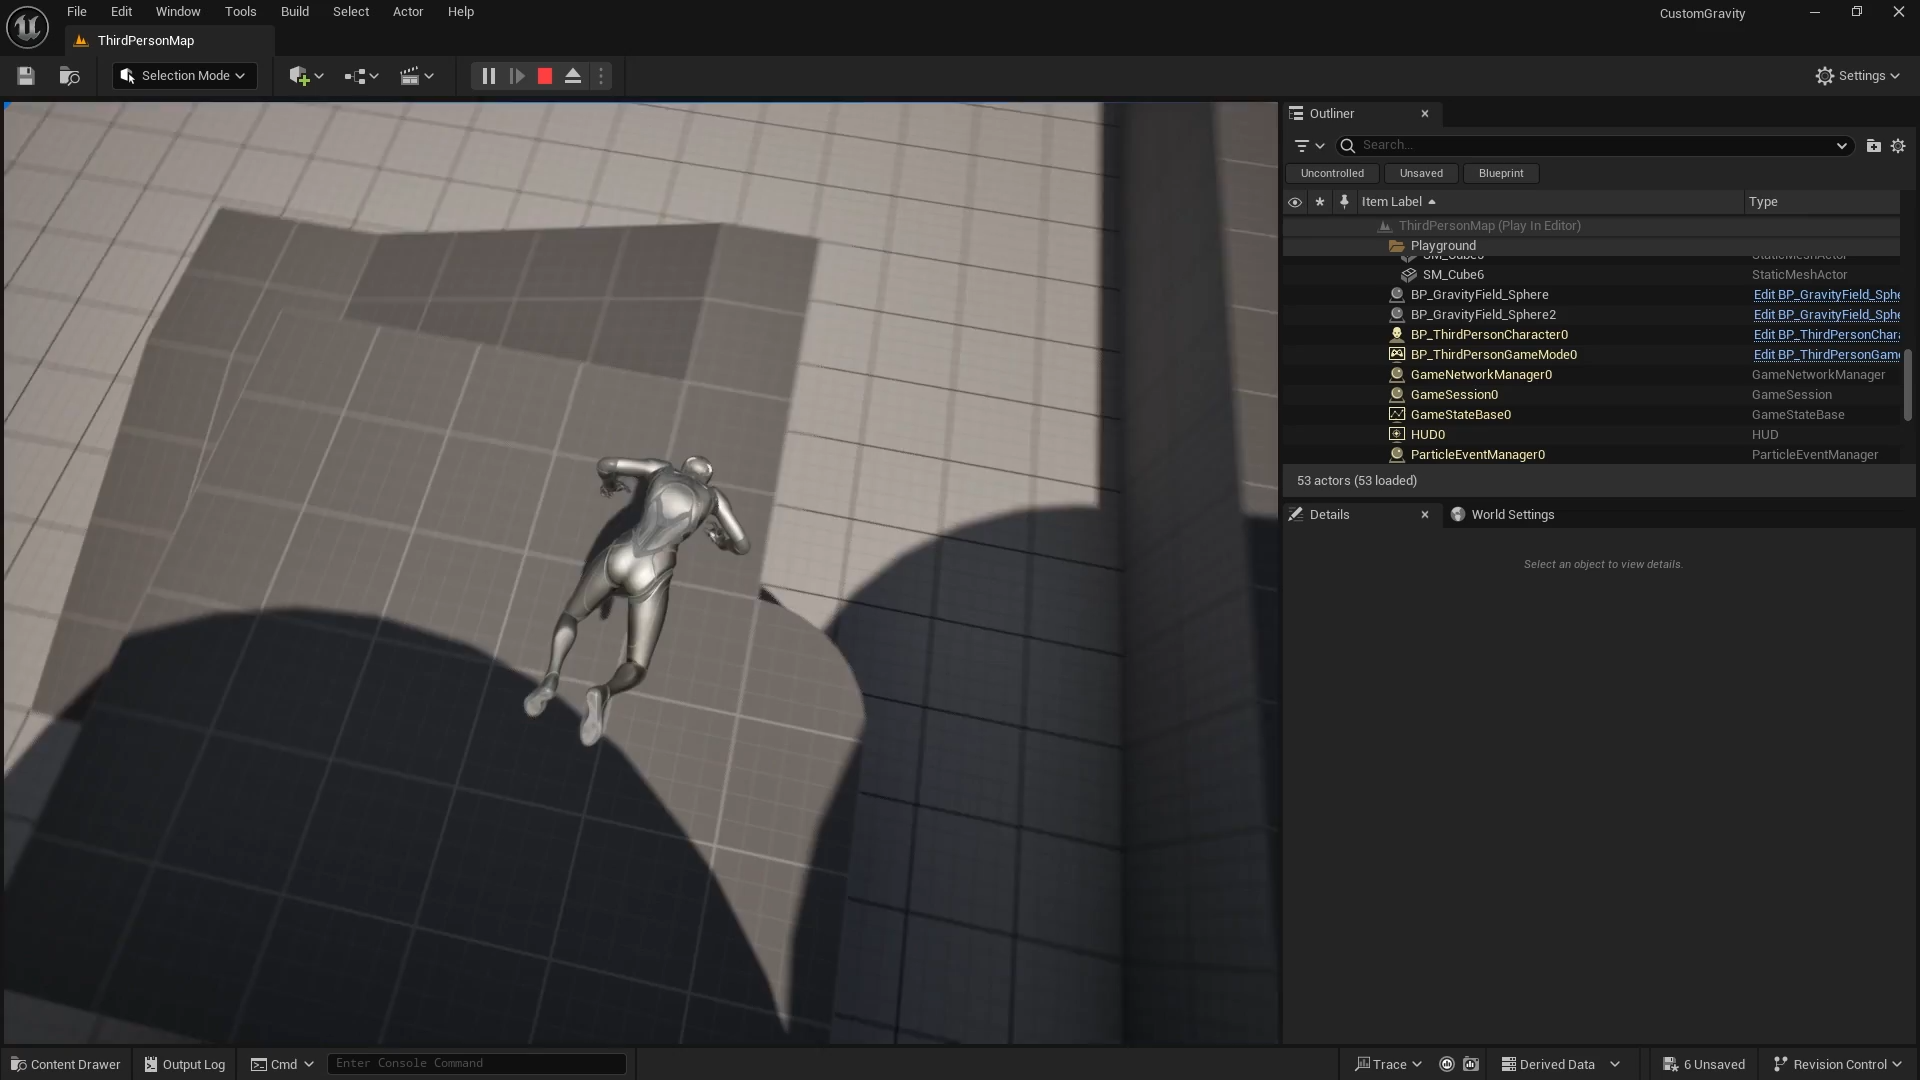 File Edit Window Tools Build Select Actor Help
CustomGravity
ThirdPersonMap
Selection Mode
Settings
Outliner
Search...
Uncontrolled Unsaved Blueprint
Item Label Type
ThirdPersonMap (Play In Editor)
Playground
SM_Cube6 StaticMeshActor
BP_GravityField_Sphere Edit BP_GravityField_Sphe
BP_GravityField_Sphere2 Edit BP_GravityField_Sphe
BP_ThirdPersonCharacter0 Edit BP_ThirdPersonChar
BP_ThirdPersonGameMode0 Edit BP_ThirdPersonGam
GameNetworkManager0 GameNetworkManager
GameSession0 GameSession
GameStateBase0 GameStateBase
HUD0 HUD
ParticleEventManager0 ParticleEventManager
53 actors (53 loaded)
Details World Settings
Select an object to view details.
Content Drawer Output Log Cmd Enter Console Command Trace Derived Data 6 Unsaved Revision Control